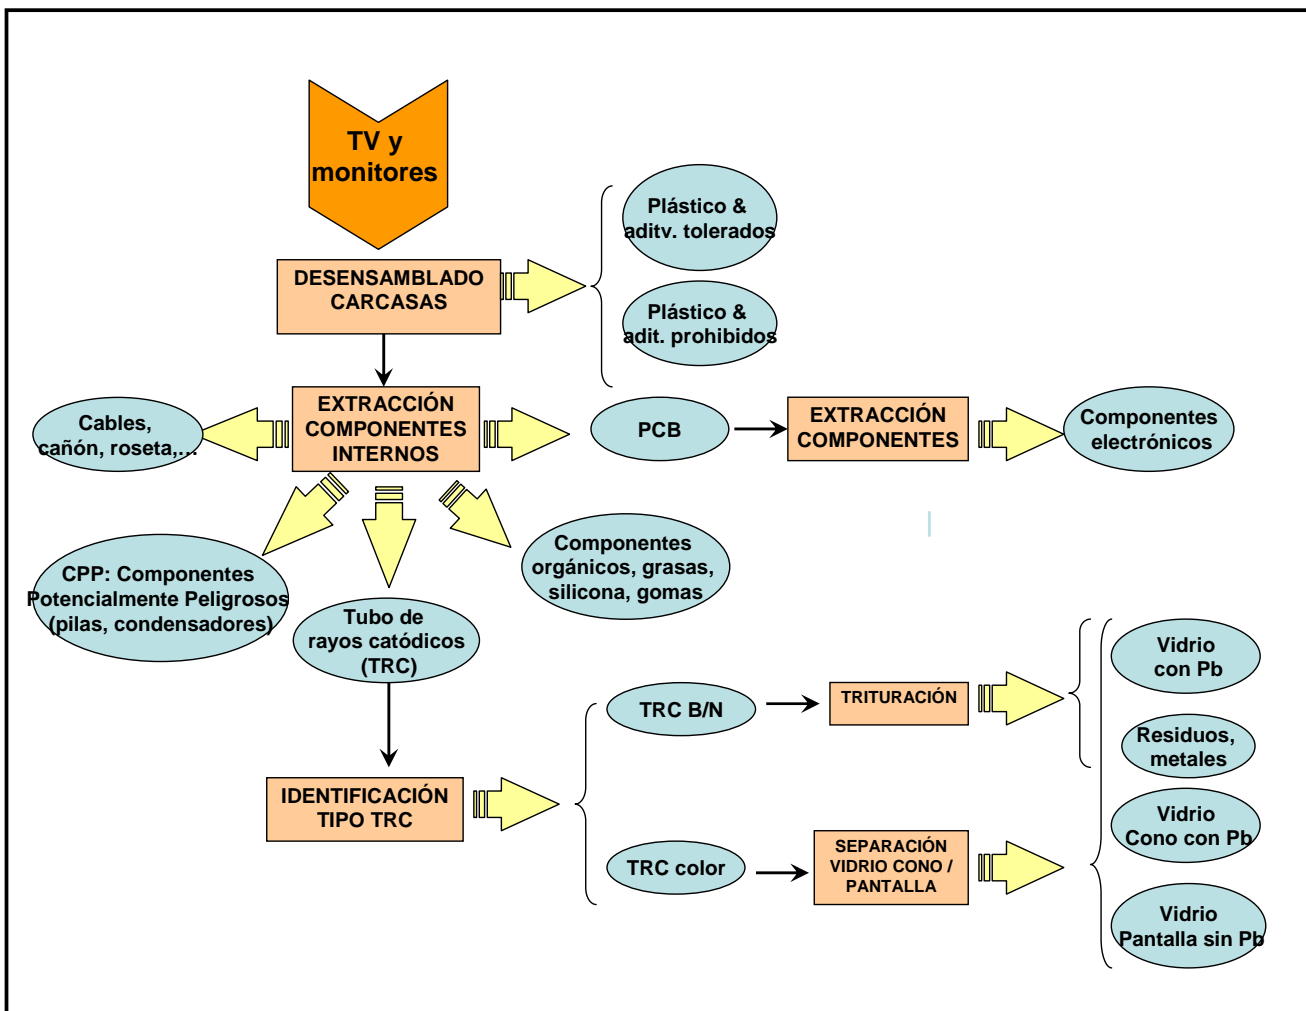 TV y
monitores
Plástico &
aditv. tolerados
DESENSAMBLADO
CARCASAS
Plástico &
adit. prohibidos
Cables,
cañón, roseta,...
EXTRACCIÓN
COMPONENTES
INTERNOS
PCB
EXTRACCIÓN
COMPONENTES
Componentes
electrónicos
CPP: Componentes
Potencialmente Peligrosos
(pilas, condensadores)
Tubo de
rayos catódicos
(TRC)
Componentes
orgánicos, grasas,
silicona, gomas
IDENTIFICACIÓN
TIPO TRC
TRC B/N
TRITURACIÓN
Vidrio
con Pb
Residuos,
metales
TRC color
SEPARACIÓN
VIDRIO CONO /
PANTALLA
Vidrio
Cono con Pb
Vidrio
Pantalla sin Pb